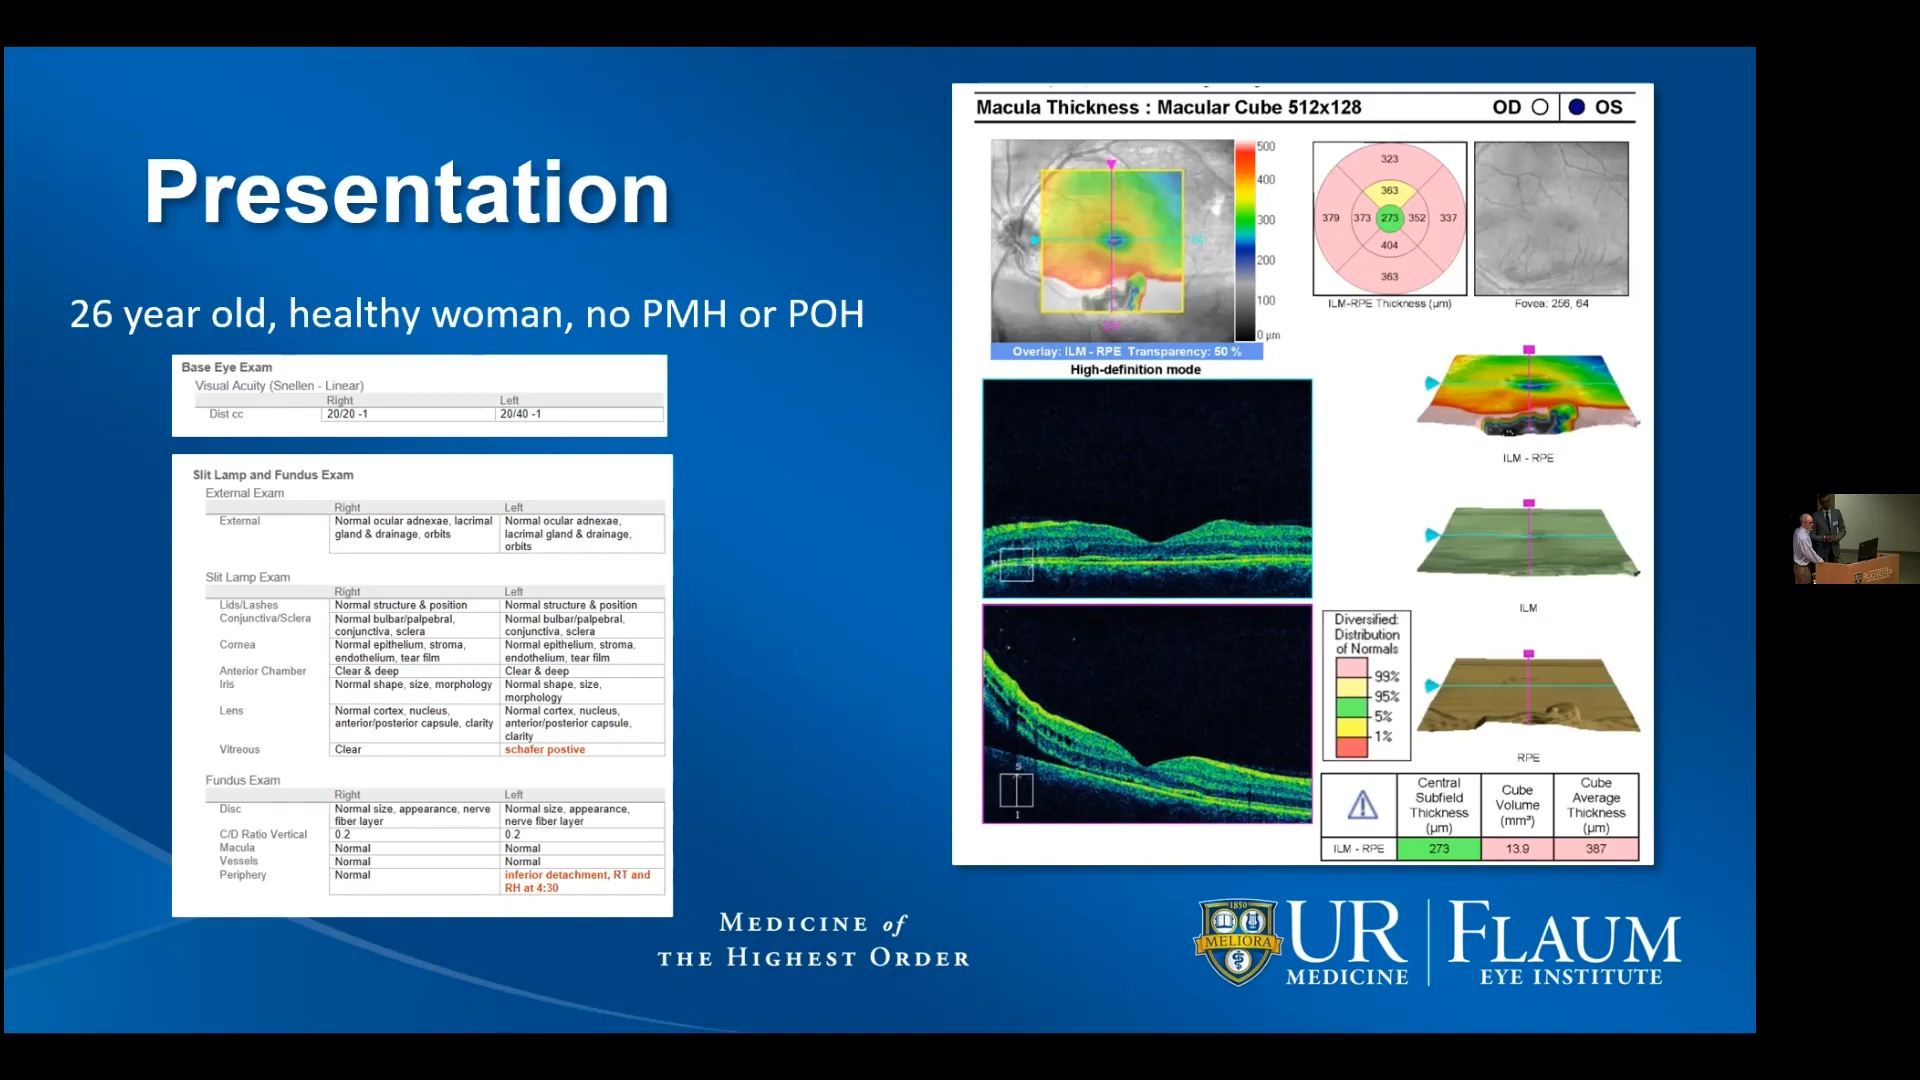 Presentation
26 year old, healthy woman, no PMH or POH
Base Eye Exam
Visual Acuity (Snellen - Linear)
Right Left
Dist cc 20/20 -1 20/40 -1
Slit Lamp and Fundus Exam
External Exam
Right Left
External Normal ocular adnexae, lacrimal Normal ocular adnexae,
gland & drainage, orbits lacrimal gland & drainage,
orbits
Slit Lamp Exam
Right Left
Lids/Lashes Normal structure & position Normal structure & position
Conjunctiva/Sclera Normal bulbar/palpebral, Normal bulbar/palpebral,
conjunctiva, sclera conjunctiva, sclera
Cornea Normal epithelium, stroma, Normal epithelium, stroma,
endothelium, tear film endothelium, tear film
Anterior Chamber Clear & deep Clear & deep
Iris Normal shape, size, morphology Normal shape, size,
morphology
Lens Normal cortex, nucleus, Normal cortex, nucleus,
anterior/posterior capsule, clarity anterior/posterior capsule,
clarity
Vitreous Clear schafer postive
Fundus Exam
Right Left
Disc Normal size, appearance, nerve Normal size, appearance,
fiber layer nerve fiber layer
C/D Ratio Vertical 0.2 0.2
Macula Normal Normal
Vessels Normal Normal
Periphery Normal inferior detachment, RT and
RH at 4:30
Macula Thickness : Macular Cube 512x128 OD OS
500
400
300
200
100
0 µm
Overlay: ILM - RPE Transparency: 50 %
High-definition mode
323
363
379 373 273 352 337
404
363
ILM-RPE Thickness (µm)
Fovea: 256, 64
ILM - RPE
ILM
RPE
S
I
Diversified:
Distribution
of Normals
99%
95%
5%
1%
Central
Subfield
Thickness
(µm)
Cube
Volume
(mm³)
Cube
Average
Thickness
(µm)
ILM - RPE 273 13.9 387
MEDICINE of
THE HIGHEST ORDER
1850
MELIORA
UR
MEDICINE
FLAUM
EYE INSTITUTE